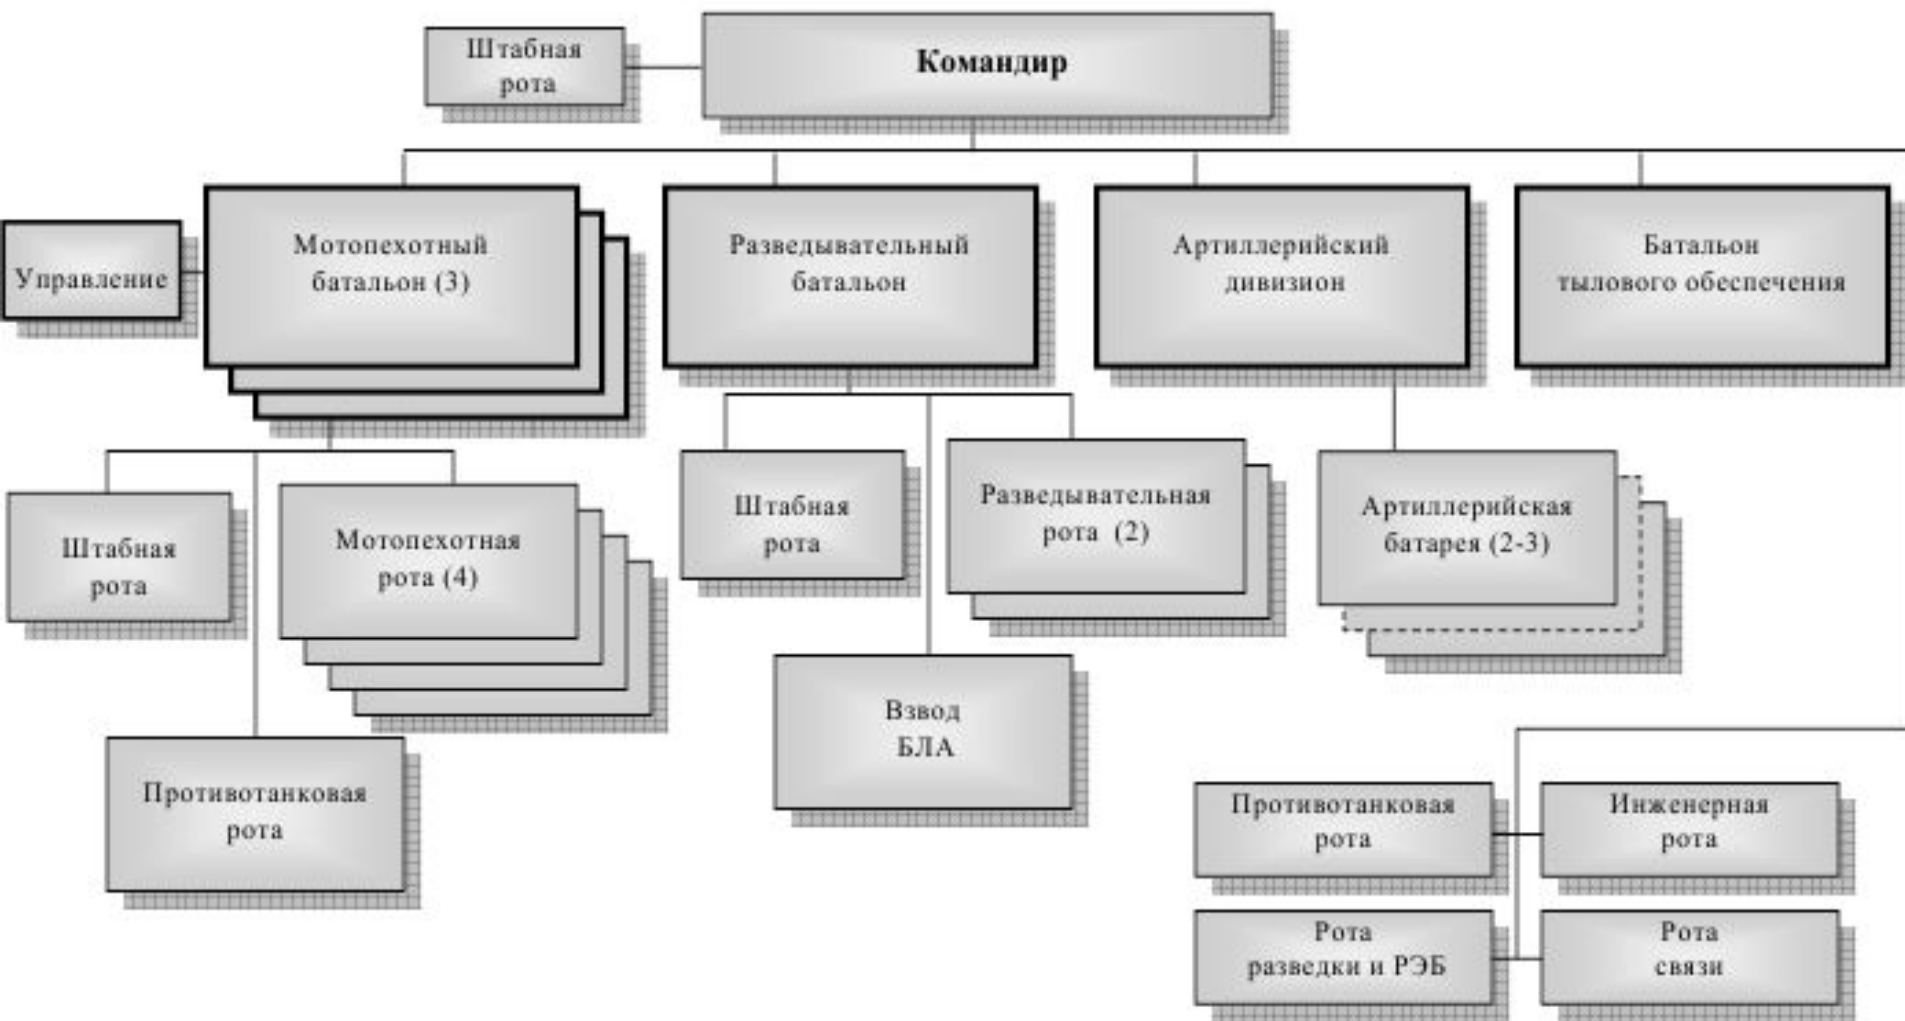 Штабная
рота
Командир
Управление
Мотопехотный
батальон (3)
Разведывательный
батальон
Артиллерийский
дивизион
Батальон
тылового обеспечения
Штабная
рота
Мотопехотная
рота (4)
Противотанковая
рота
Штабная
рота
Разведывательная
рота (2)
Взвод
БЛА
Артиллерийская
батарея (2-3)
Противотанковая
рота
Инженерная
рота
Рота
разведки и РЭБ
Рота
связи